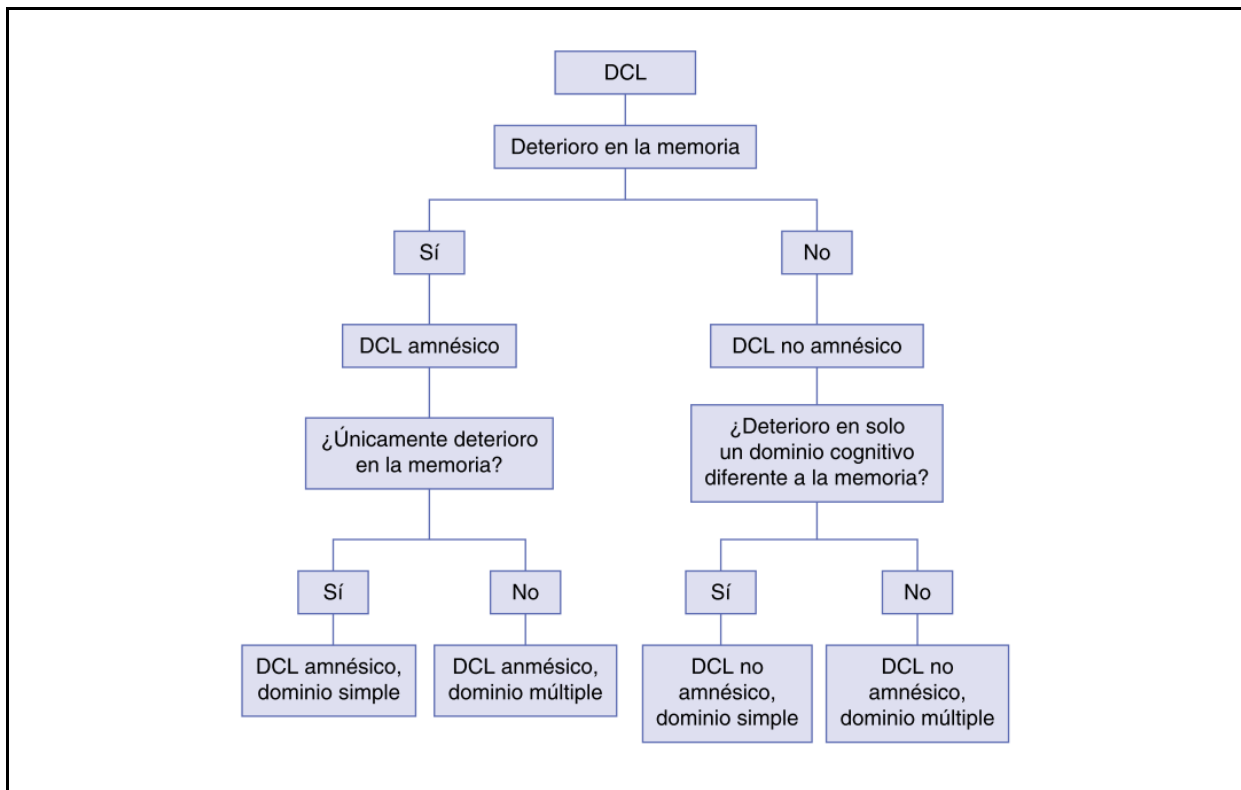 DCL
Deterioro en la memoria
Sí
No
DCL amnésico
DCL no amnésico
¿Únicamente deterioro
en la memoria?
¿Deterioro en solo
un dominio cognitivo
diferente a la memoria?
Sí
No
Sí
No
DCL amnésico,
dominio simple
DCL anmésico,
dominio múltiple
DCL no
amnésico,
dominio simple
DCL no
amnésico,
dominio múltiple